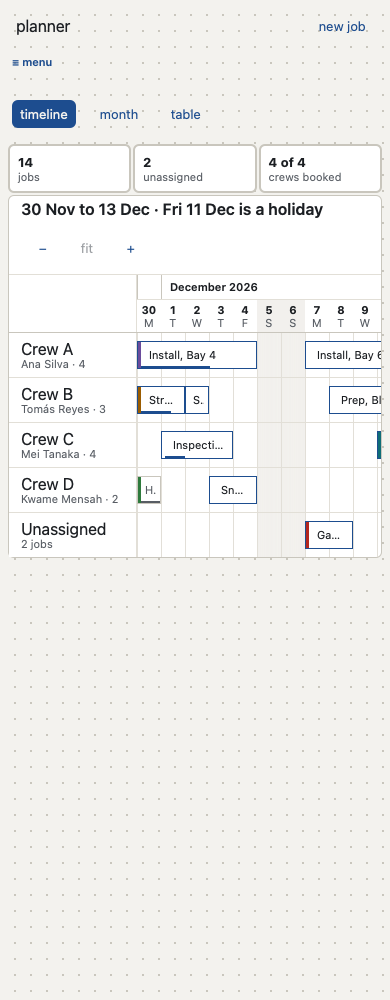 planner
new job
≡ menu
timeline
month
table
14
jobs
2
unassigned
4 of 4
crews booked
30 Nov to 13 Dec · Fri 11 Dec is a holiday
− fit +
December 2026
30 1 2 3 4 5 6 7 8 9
M T W T F S S M T W
Crew A
Ana Silva · 4
Install, Bay 4
Install, Bay 6
Crew B
Tomás Reyes · 3
Str…
S.
Prep, Bl
Crew C
Mei Tanaka · 4
Inspecti…
Crew D
Kwame Mensah · 2
H.
Sn…
Unassigned
2 jobs
Ga…